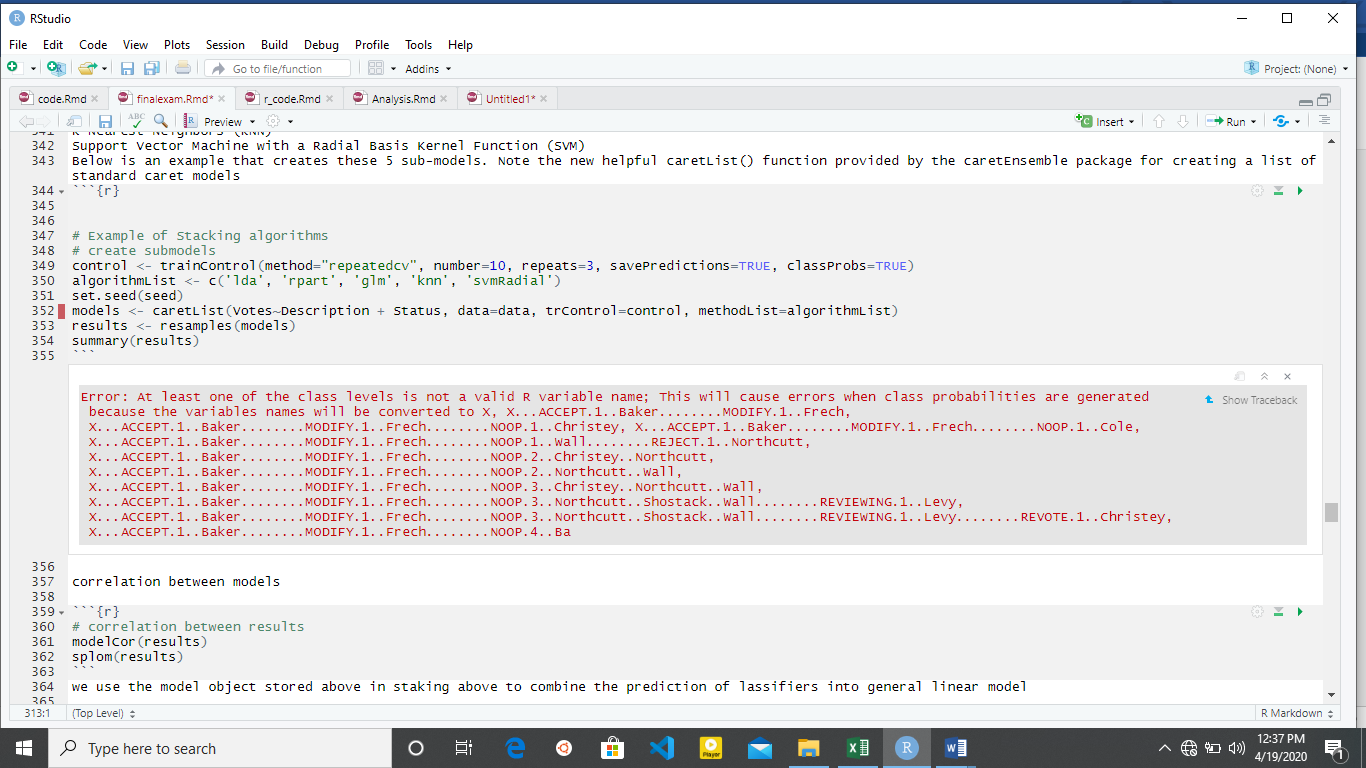 RStudio
File Edit Code View Plots Session Build Debug Profile Tools Help
Go to file/function
Addins
Project: (None)
code.Rmd
finalexam.Rmd*
r_code.Rmd
Analysis.Rmd
Untitled1*
ABC
Preview
Insert
Run
341 K Nearest Neighbors (KNN)
342 Support Vector Machine with a Radial Basis Kernel Function (SVM)
343 Below is an example that creates these 5 sub-models. Note the new helpful caretList() function provided by the caretEnsemble package for creating a list of
standard caret models
344 ```{r}
345
346
347 # Example of Stacking algorithms
348 # create submodels
349 control <- trainControl(method="repeatedcv", number=10, repeats=3, savePredictions=TRUE, classProbs=TRUE)
350 algorithmList <- c('lda', 'rpart', 'glm', 'knn', 'svmRadial')
351 set.seed(seed)
352 models <- caretList(Votes~Description + Status, data=data, trControl=control, methodList=algorithmList)
353 results <- resamples(models)
354 summary(results)
355 ```
Error: At least one of the class levels is not a valid R variable name; This will cause errors when class probabilities are generated
because the variables names will be converted to X, X...ACCEPT.1..Baker........MODIFY.1..Frech,
X...ACCEPT.1..Baker........MODIFY.1..Frech........NOOP.1..Christey, X...ACCEPT.1..Baker........MODIFY.1..Frech........NOOP.1..Cole,
X...ACCEPT.1..Baker........MODIFY.1..Frech........NOOP.1..Wall........REJECT.1..Northcutt,
X...ACCEPT.1..Baker........MODIFY.1..Frech........NOOP.2..Christey..Northcutt,
X...ACCEPT.1..Baker........MODIFY.1..Frech........NOOP.2..Northcutt..Wall,
X...ACCEPT.1..Baker........MODIFY.1..Frech........NOOP.3..Christey..Northcutt..Wall,
X...ACCEPT.1..Baker........MODIFY.1..Frech........NOOP.3..Northcutt..Shostack..Wall........REVIEWING.1..Levy,
X...ACCEPT.1..Baker........MODIFY.1..Frech........NOOP.3..Northcutt..Shostack..Wall........REVIEWING.1..Levy........REVOTE.1..Christey,
X...ACCEPT.1..Baker........MODIFY.1..Frech........NOOP.4..Ba
Show Traceback
356
357 correlation between models
358
359 ```{r}
360 # correlation between results
361 modelCor(results)
362 splom(results)
363 ```
364 we use the model object stored above in staking above to combine the prediction of lassifiers into general linear model
365
313:1 (Top Level)
R Markdown
Type here to search
Player
12:37 PM
4/19/2020
1